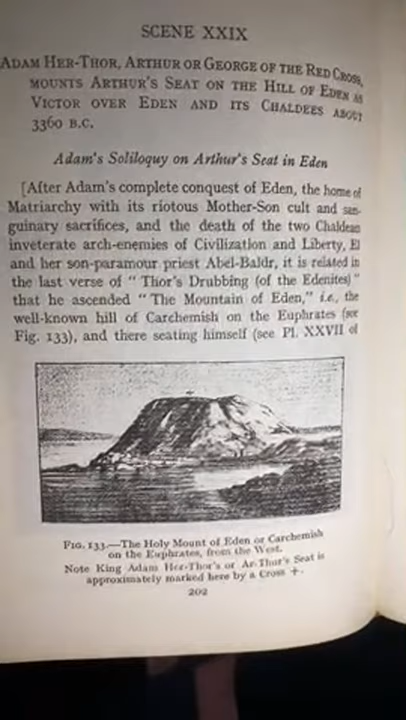 SCENE XXIX
ADAM HER-THOR, ARTHUR OR GEORGE OF THE RED CROSS,
MOUNTS ARTHUR'S SEAT ON THE HILL OF EDEN AS
VICTOR OVER EDEN AND ITS CHALDEES ABOUT
3360 B.C.
Adam's Soliloquy on Arthur's Seat in Eden
[After Adam's complete conquest of Eden, the home of
Matriarchy with its riotous Mother-Son cult and san-
guinary sacrifices, and the death of the two Chaldean
inveterate arch-enemies of Civilization and Liberty, El
and her son-paramour priest Abel-Baldr, it is related in
the last verse of "Thor's Drubbing (of the Edenites)"
that he ascended "The Mountain of Eden," i.e., the
well-known hill of Carchemish on the Euphrates (see
Fig. 133), and there seating himself (see Pl. XXVII of
FIG. 133.—The Holy Mount of Eden or Carchemish
on the Euphrates, from the West.
Note King Adam Her-Thor's or Ar-Thur's Seat is
approximately marked here by a Cross +.
202